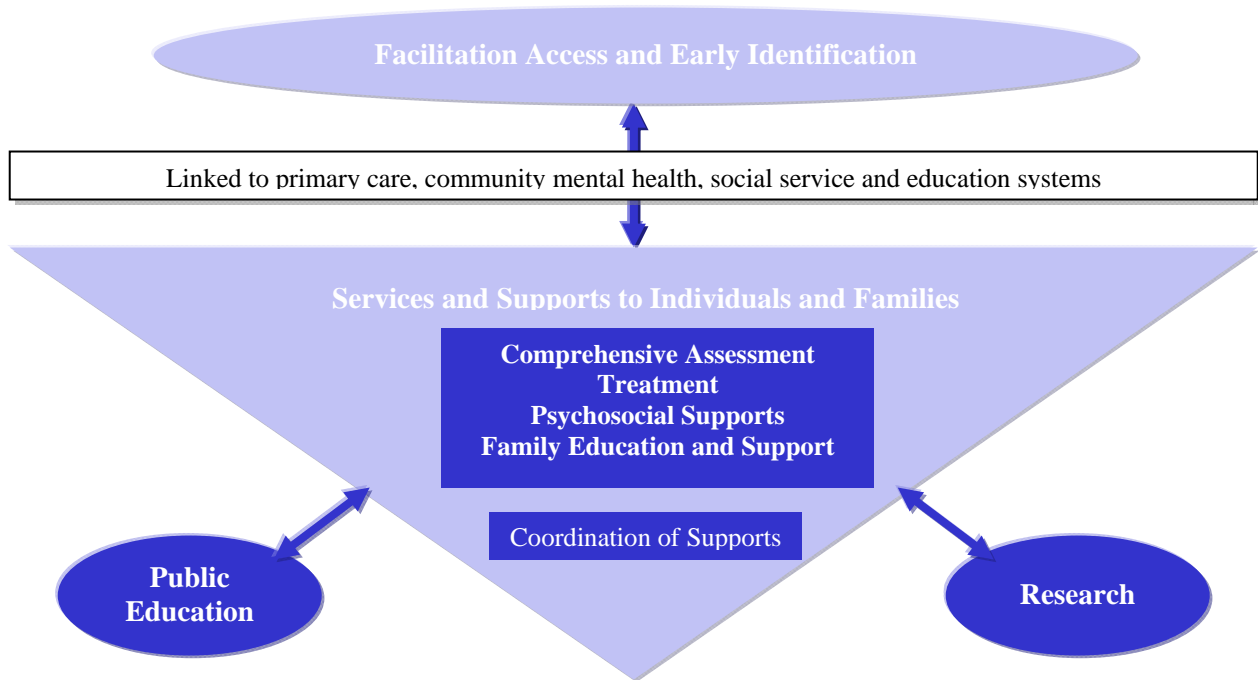 Facilitation Access and Early Identification
Linked to primary care, community mental health, social service and education systems
Services and Supports to Individuals and Families
Comprehensive Assessment
Treatment
Psychosocial Supports
Family Education and Support
Coordination of Supports
Public
Education
Research